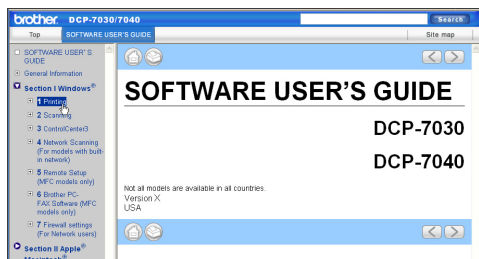 brother. DCP-7030/7040
Search
Top
SOFTWARE USER'S GUIDE
Site map
SOFTWARE USER'S
GUIDE
General Information
Section I Windows®
1 Printing
2 Scanning
3 ControlCenter3
4 Network Scanning
(For models with built-
in network)
5 Remote Setup
(MFC models only)
6 Brother PC-
FAX Software (MFC
models only)
7 Firewall settings
(For Network users)
Section II Apple®
Macintosh®
SOFTWARE USER'S GUIDE
DCP-7030
DCP-7040
Not all models are available in all countries.
Version X
USA